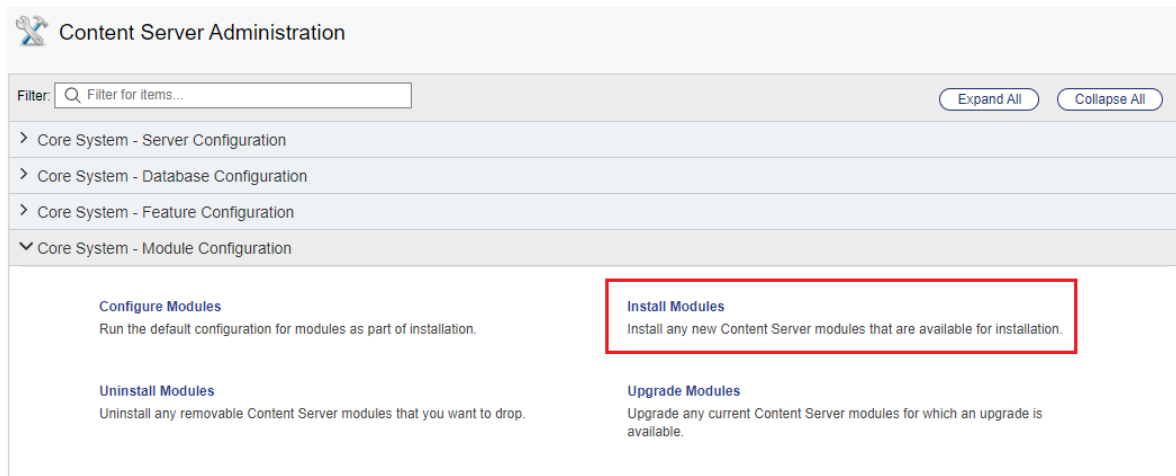 Content Server Administration
Filter: Filter for items...
Expand All
Collapse All
Core System - Server Configuration
Core System - Database Configuration
Core System - Feature Configuration
Core System - Module Configuration
Configure Modules
Run the default configuration for modules as part of installation.
Install Modules
Install any new Content Server modules that are available for installation.
Uninstall Modules
Uninstall any removable Content Server modules that you want to drop.
Upgrade Modules
Upgrade any current Content Server modules for which an upgrade is
available.